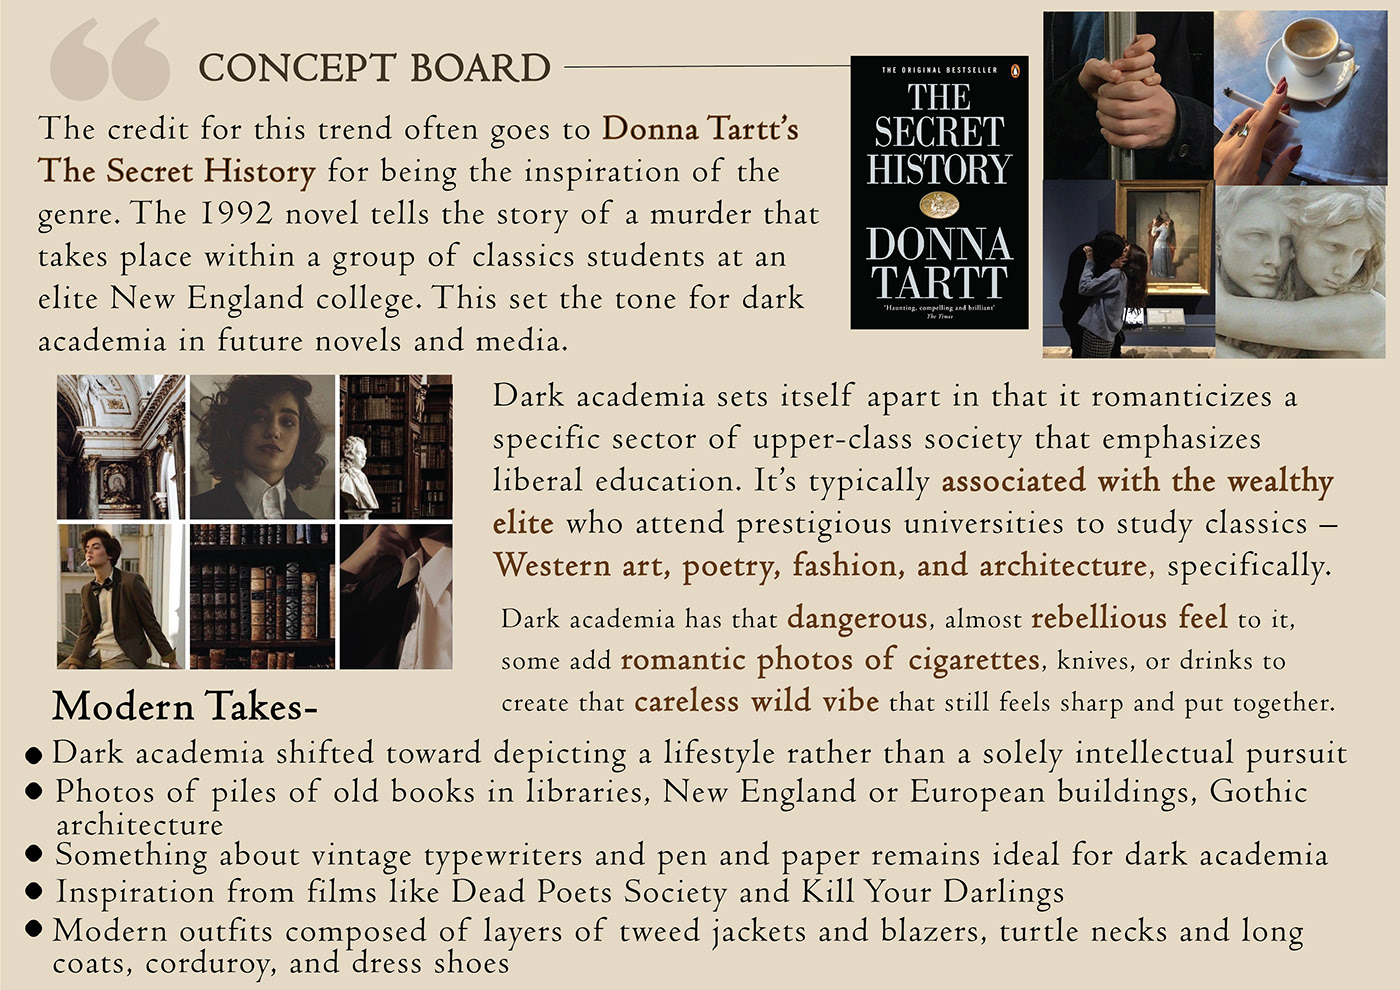 CONCEPT BOARD
The credit for this trend often goes to Donna Tartt’s
The Secret History for being the inspiration of the
genre. The 1992 novel tells the story of a murder that
takes place within a group of classics students at an
elite New England college. This set the tone for dark
academia in future novels and media.
THE ORIGINAL BESTSELLER
THE
SECRET
HISTORY
DONNA
TARTT
‘Haunting, compelling and brilliant’
The Times
Dark academia sets itself apart in that it romanticizes a
specific sector of upper-class society that emphasizes
liberal education. It’s typically associated with the wealthy
elite who attend prestigious universities to study classics –
Western art, poetry, fashion, and architecture, specifically.
Dark academia has that dangerous, almost rebellious feel to it,
some add romantic photos of cigarettes, knives, or drinks to
create that careless wild vibe that still feels sharp and put together.
Modern Takes-
Dark academia shifted toward depicting a lifestyle rather than a solely intellectual pursuit
Photos of piles of old books in libraries, New England or European buildings, Gothic
architecture
Something about vintage typewriters and pen and paper remains ideal for dark academia
Inspiration from films like Dead Poets Society and Kill Your Darlings
Modern outfits composed of layers of tweed jackets and blazers, turtle necks and long
coats, corduroy, and dress shoes